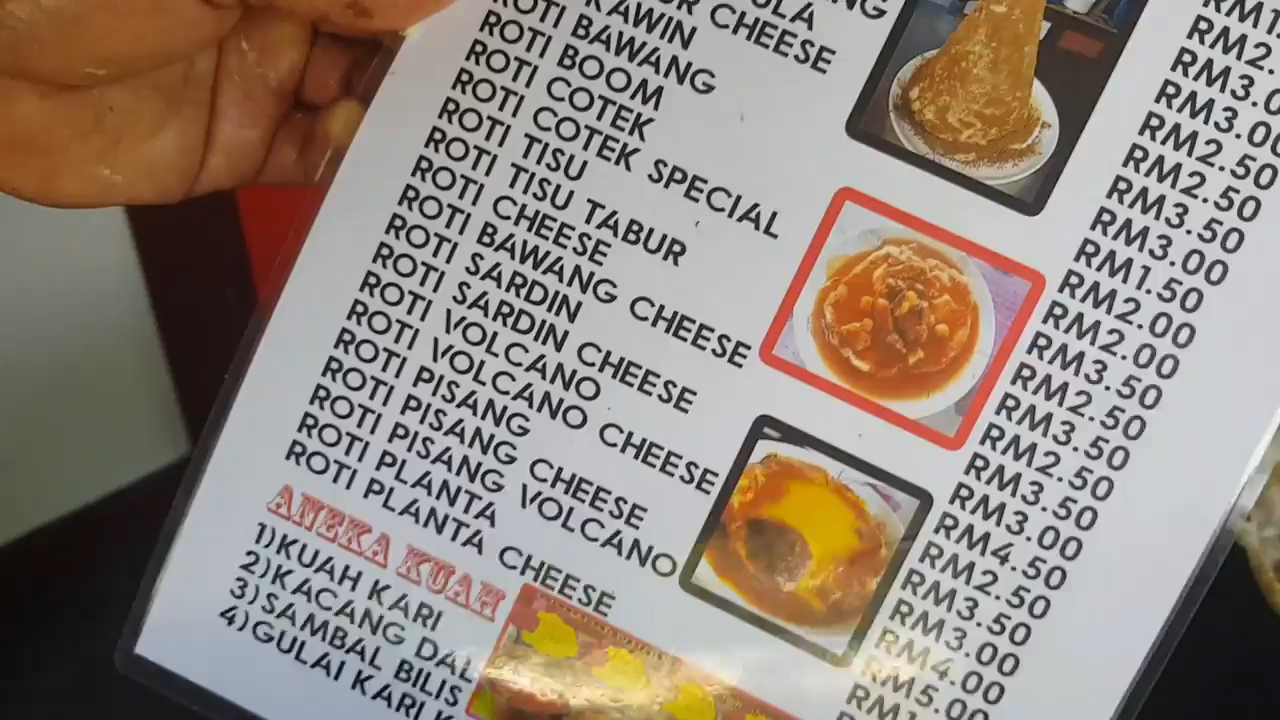 NG
ULA
UR CHEESE
KAWIN
ROTI BAWANG
ROTI BOOM
ROTI COTEK
ROTI COTEK SPECIAL
ROTI TISU
ROTI TISU TABUR
ROTI CHEESE
ROTI BAWANG CHEESE
ROTI SARDIN
ROTI SARDIN CHEESE
ROTI VOLCANO
ROTI VOLCANO CHEESE
ROTI PISANG
ROTI PISANG CHEESE
ROTI PISANG VOLCANO
ROTI PLANTA
ROTI PLANTA CHEESE
RM1.
RM2.
RM3.0
RM3.00
RM2.50
RM2.50
RM3.50
RM3.00
RM1.50
RM2.00
RM2.00
RM3.50
RM2.50
RM3.50
RM2.50
RM3.50
RM3.00
RM4.50
RM2.50
RM3.50
RM3.00
RM4.00
RM5.00
RM1
ANEKA KUAH
1)KUAH KARI
2)KACANG DAL
3)SAMBAL BILIS
4)GULAI KARI K